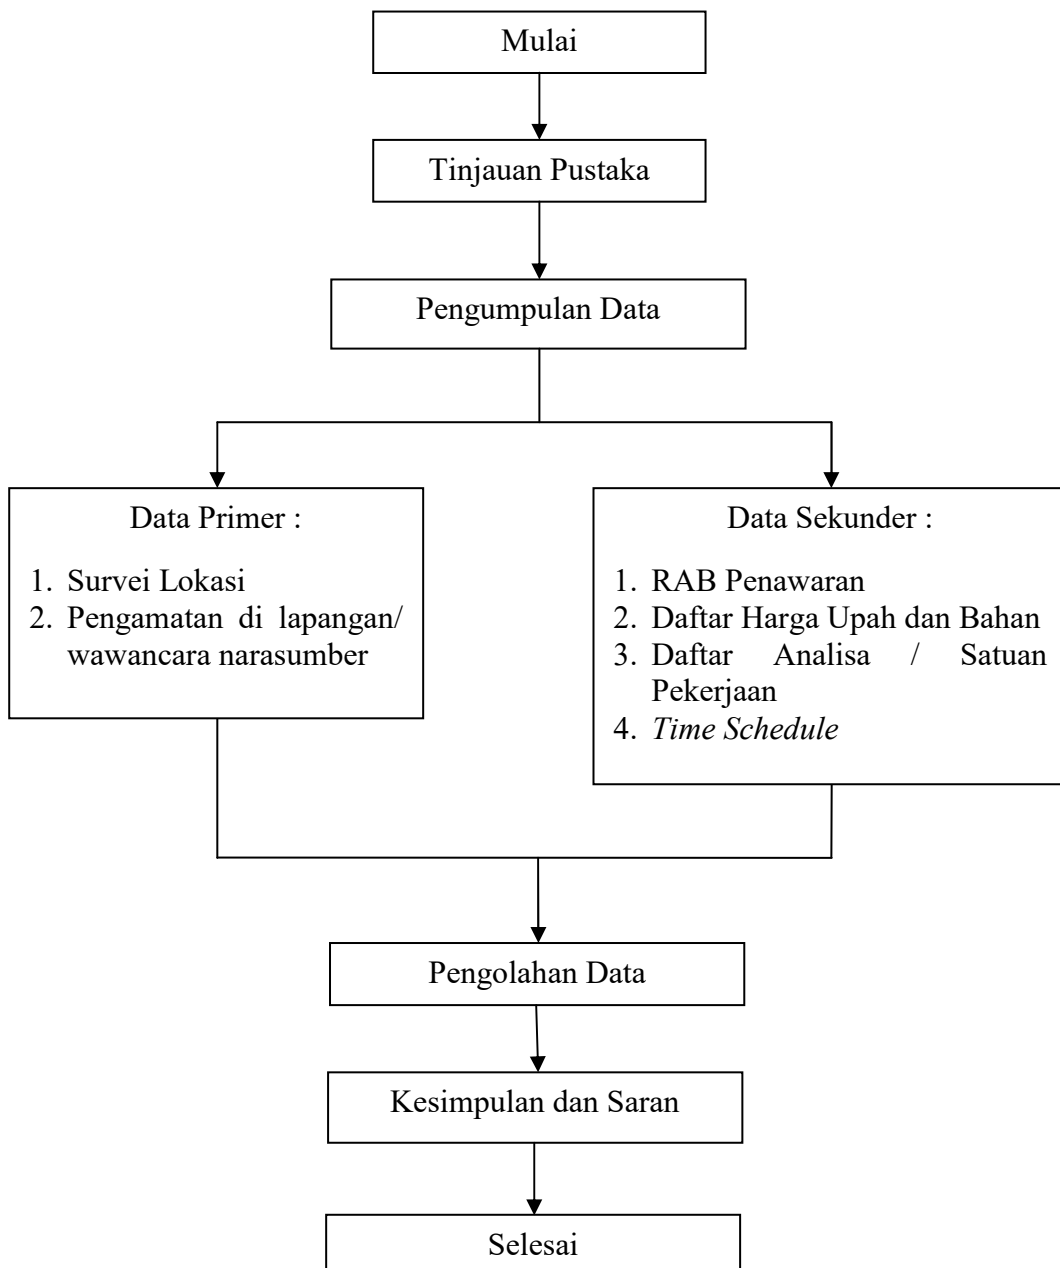 Mulai
Tinjauan Pustaka
Pengumpulan Data
Data Primer :
1. Survei Lokasi
2. Pengamatan di lapangan/
wawancara narasumber
Data Sekunder :
1. RAB Penawaran
2. Daftar Harga Upah dan Bahan
3. Daftar Analisa / Satuan
Pekerjaan
4. Time Schedule
Pengolahan Data
Kesimpulan dan Saran
Selesai